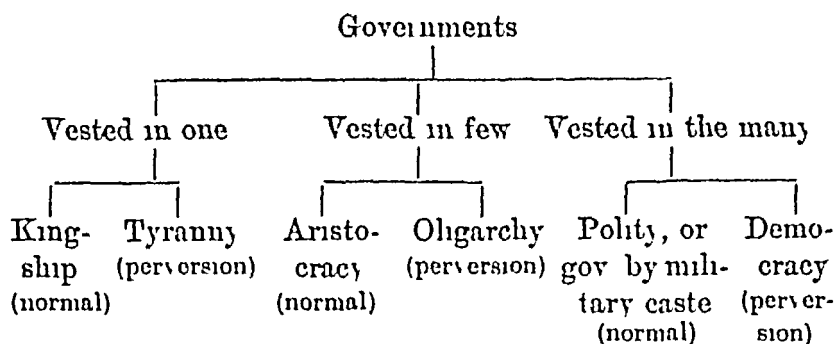 Governments
Vested in one Vested in few Vested in the many
King- Tyranny Aristo- Oligarchy Polity, or Demo-
ship (perversion) cracy (perversion) gov by mili- cracy
(normal) (normal) tary caste (perver-
(normal) sion)